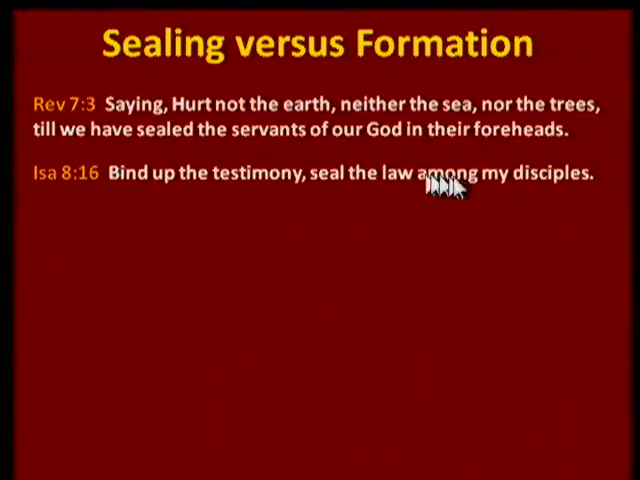 Sealing versus Formation
Rev 7:3 Saying, Hurt not the earth, neither the sea, nor the trees,
till we have sealed the servants of our God in their foreheads.
Isa 8:16 Bind up the testimony, seal the law among my disciples.